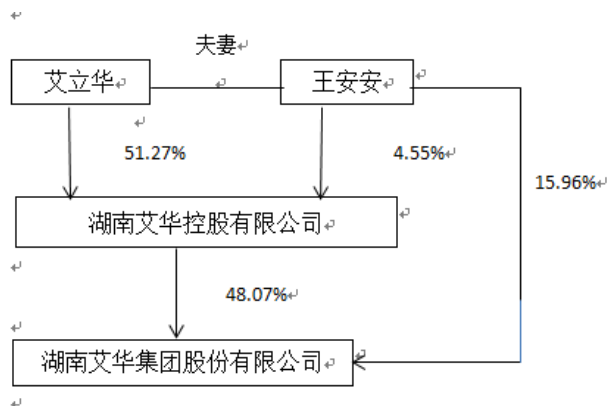 夫妻
艾立华
王安安
51.27%
4.55%
15.96%
湖南艾华控股有限公司
48.07%
湖南艾华集团股份有限公司